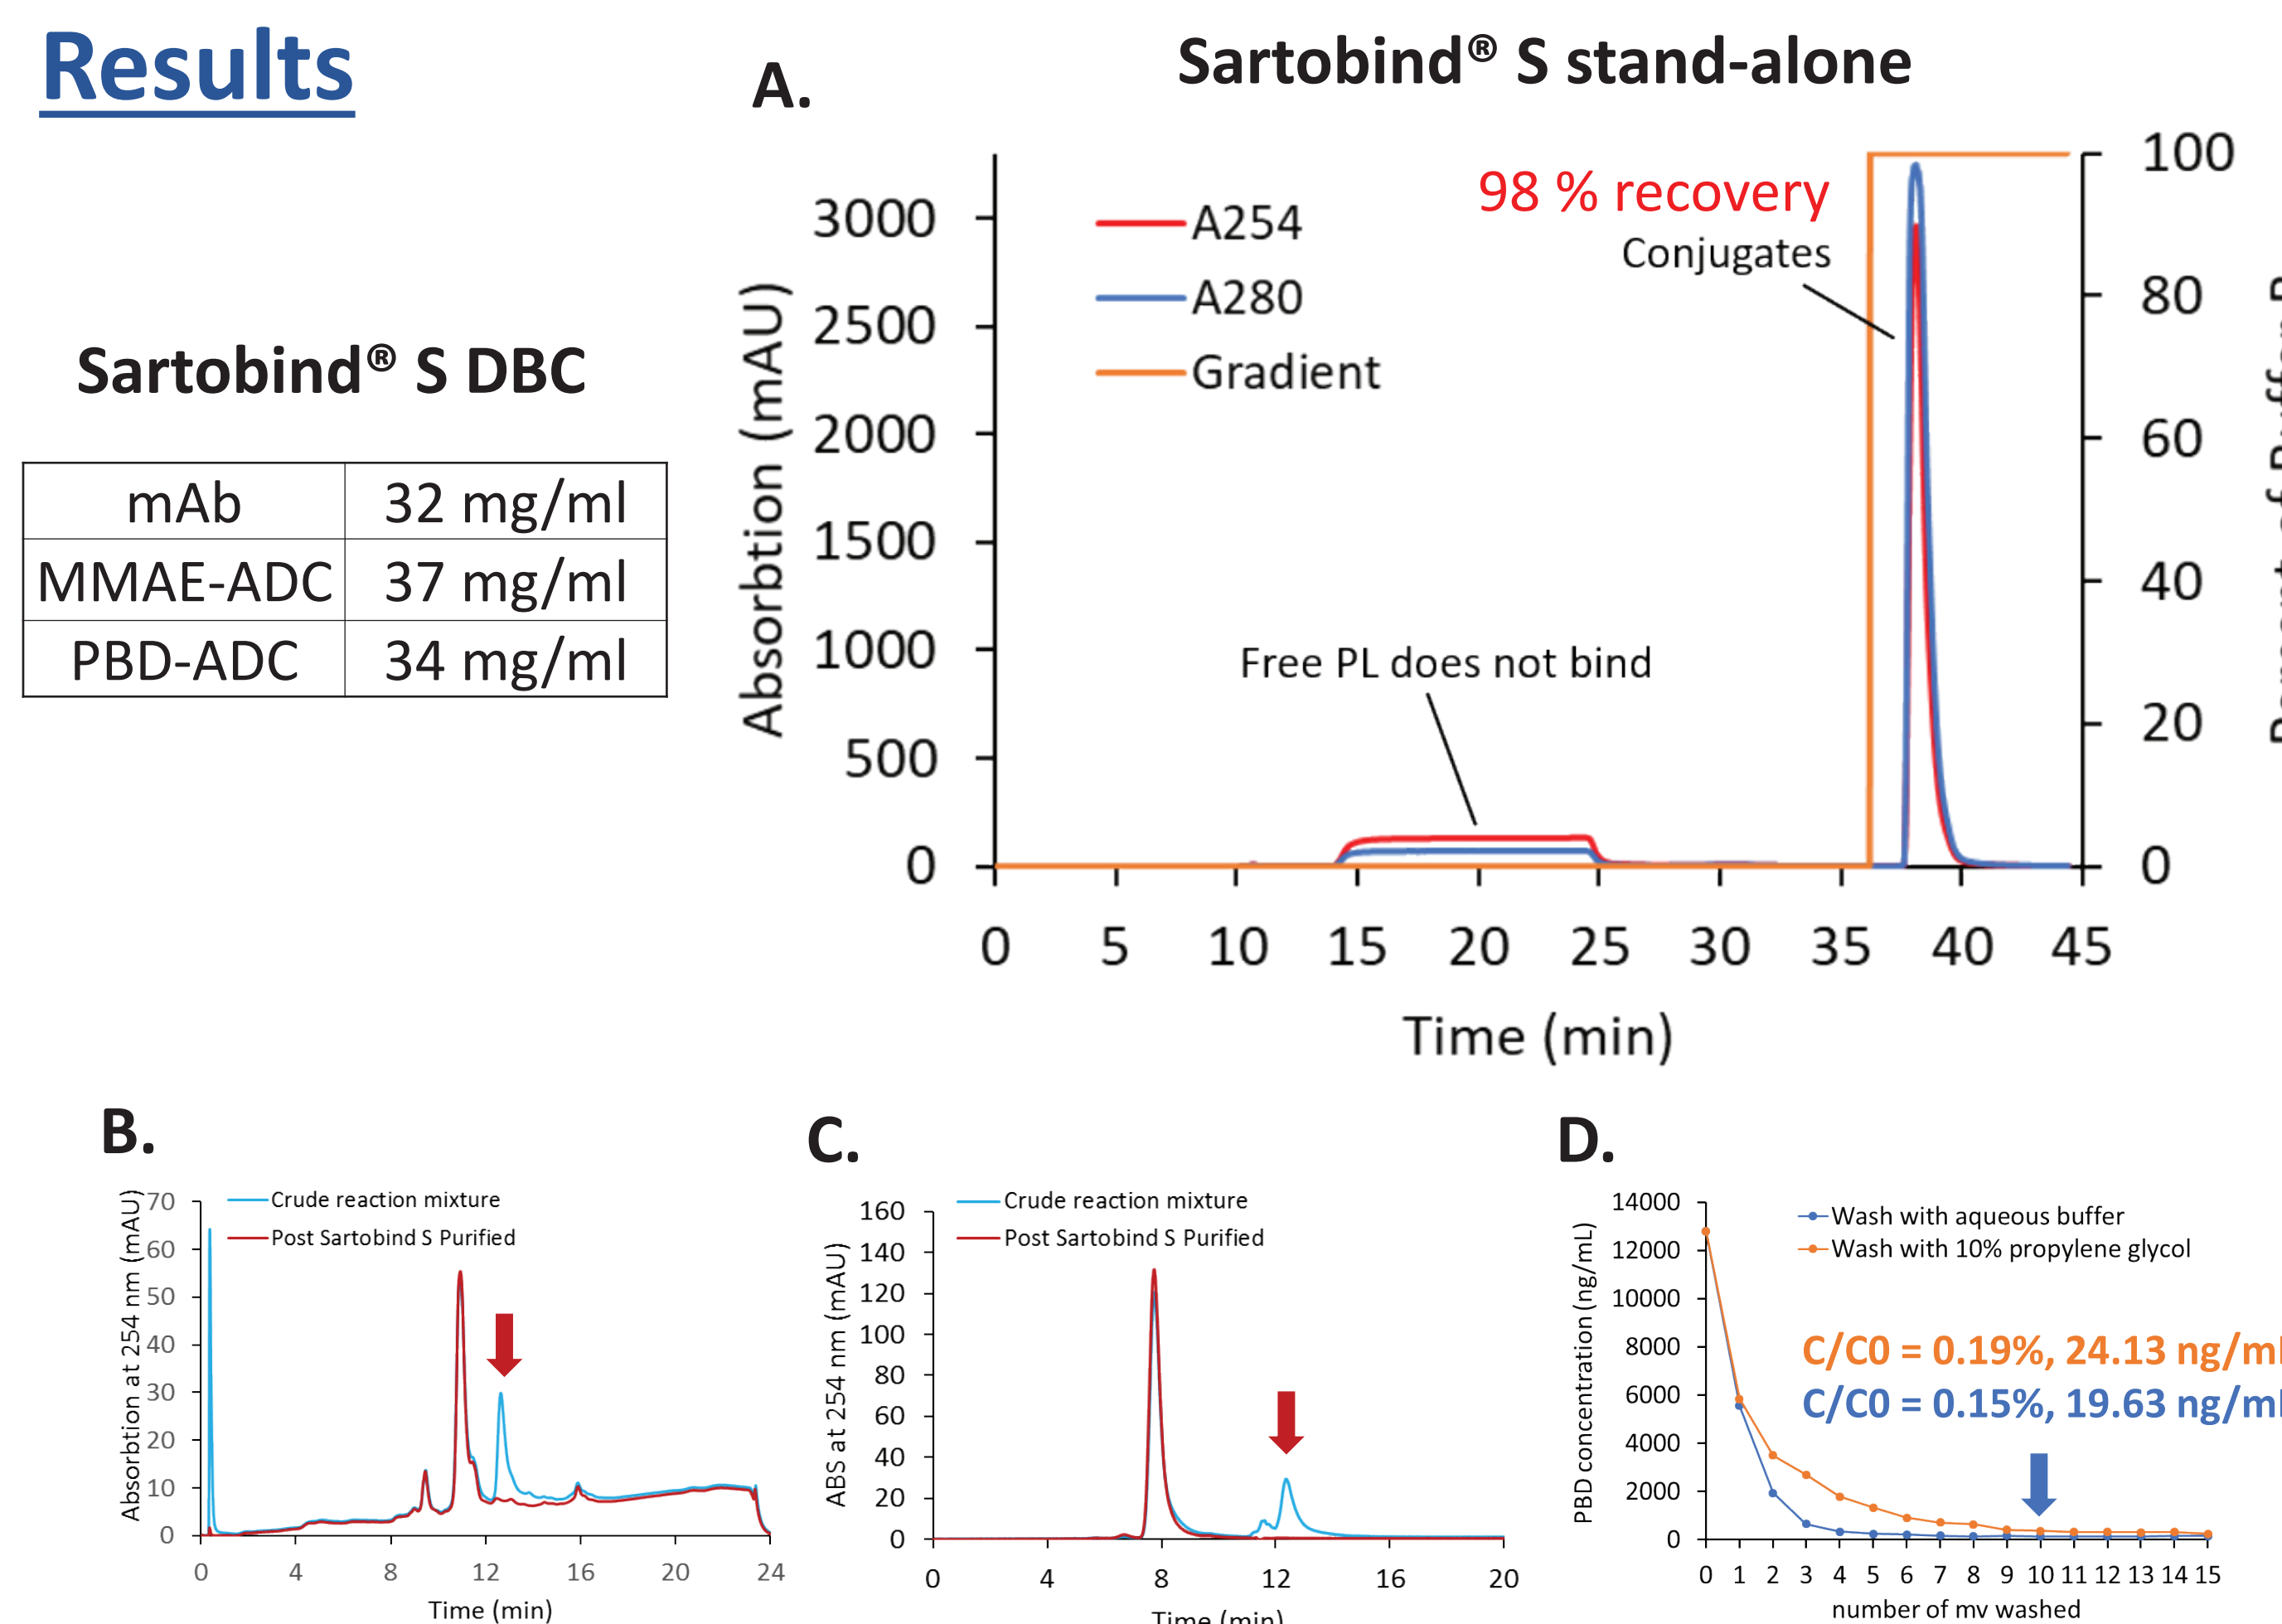 Results
Sartobind® S DBC
mAb 32 mg/ml
MMAE-ADC 37 mg/ml
PBD-ADC 34 mg/ml
A.
Sartobind® S stand-alone
Absorbtion (mAU)
3000
2500
2000
1500
1000
500
0
A254
A280
Gradient
98 % recovery
Conjugates
Free PL does not bind
100
80
60
40
20
0
0 5 10 15 20 25 30 35 40 45
Time (min)
B.
Absorbtion at 254 nm (mAU)
70
60
50
40
30
20
10
0
Crude reaction mixture
Post Sartobind S Purified
0 4 8 12 16 20 24
Time (min)
C.
ABS at 254 nm (mAU)
160
140
120
100
80
60
40
20
0
Crude reaction mixture
Post Sartobind S Purified
0 4 8 12 16 20
Time (min)
D.
PBD concentration (ng/mL)
14000
12000
10000
8000
6000
4000
2000
0
Wash with aqueous buffer
Wash with 10% propylene glycol
C/C0 = 0.19%, 24.13 ng/ml
C/C0 = 0.15%, 19.63 ng/ml
0 1 2 3 4 5 6 7 8 9 10 11 12 13 14 15
number of mv washed